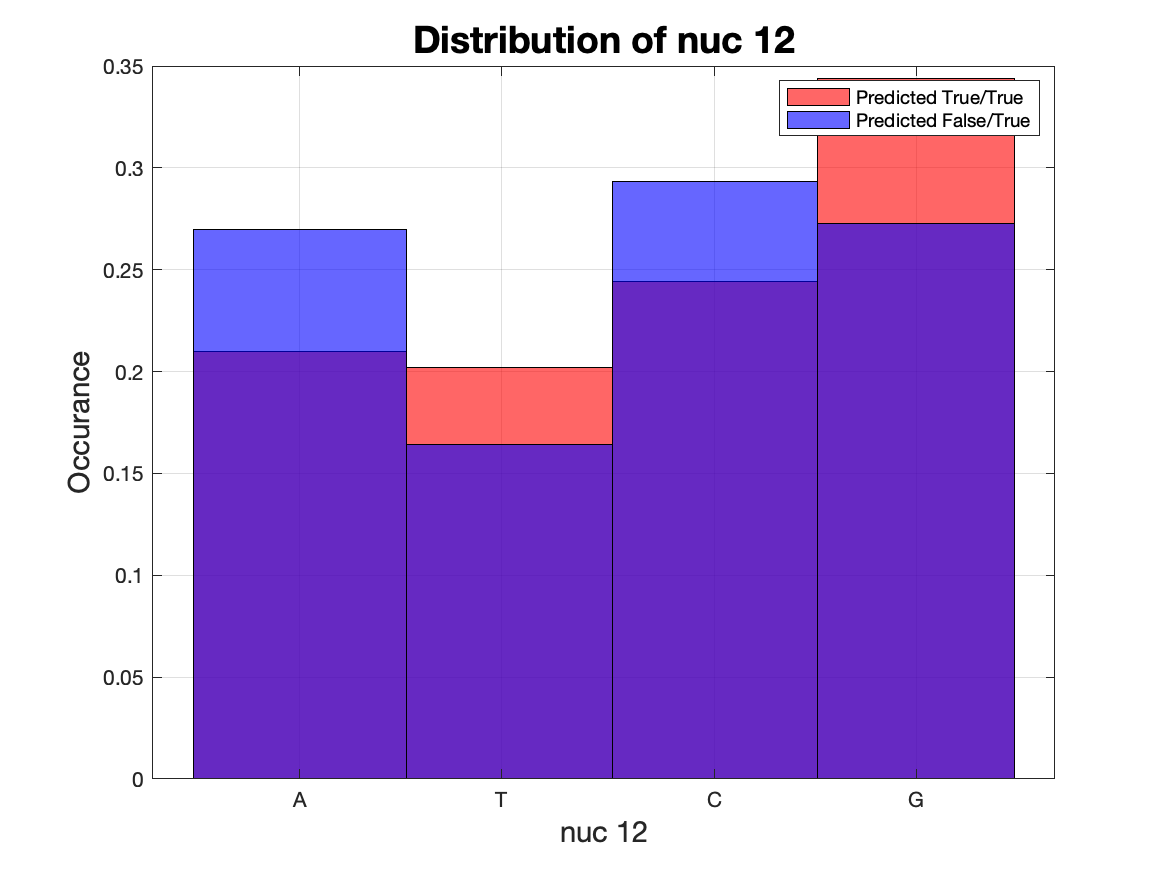 Distribution of nuc 12
Predicted True/True
Predicted False/True
0.35
0.3
0.25
0.2
0.15
0.1
0.05
0
Occurance
A T C G
nuc 12